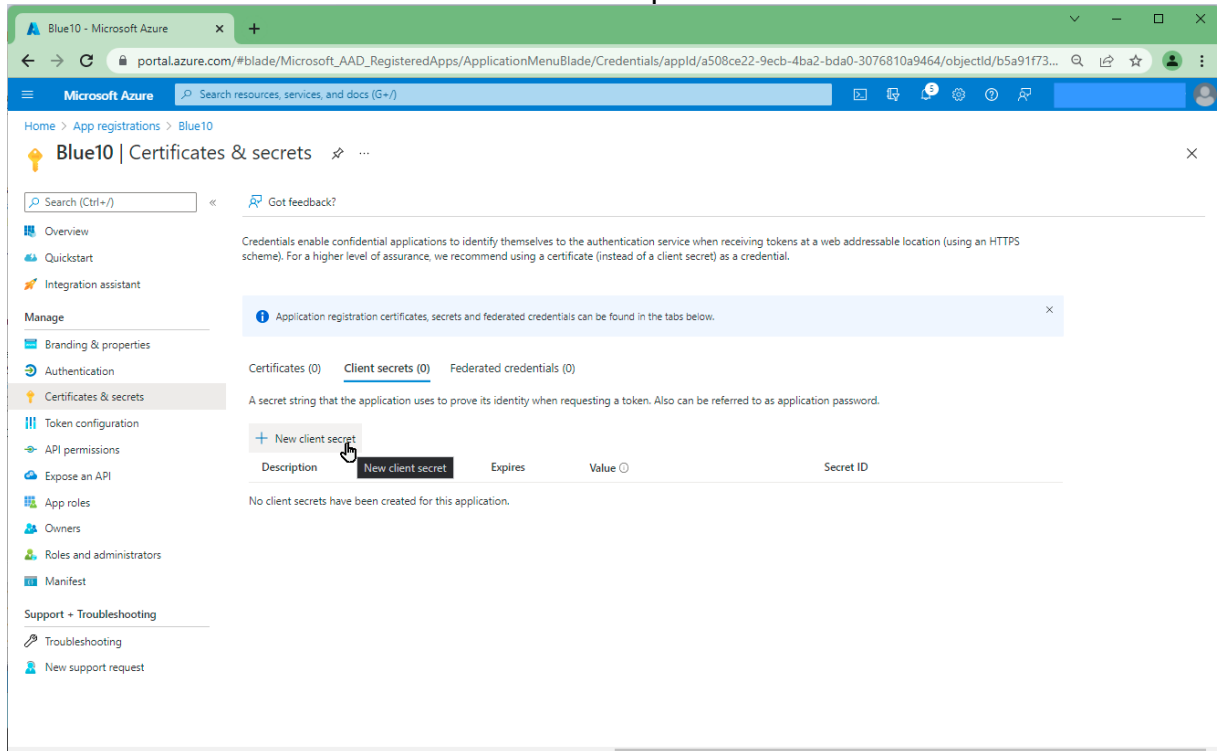 Blue10 - Microsoft Azure
portal.azure.com/#blade/Microsoft_AAD_RegisteredApps/ApplicationMenuBlade/Credentials/appId/a508ce22-9ecb-4ba2-bda0-3076810a9464/objectId/b5a91f73...
Microsoft Azure
Search resources, services, and docs (G+/)
5
Home > App registrations > Blue10
Blue10 | Certificates & secrets
Search (Ctrl+/)
Got feedback?
Overview
Quickstart
Integration assistant
Manage
Branding & properties
Authentication
Certificates & secrets
Token configuration
API permissions
Expose an API
App roles
Owners
Roles and administrators
Manifest
Support + Troubleshooting
Troubleshooting
New support request
Credentials enable confidential applications to identify themselves to the authentication service when receiving tokens at a web addressable location (using an HTTPS
scheme). For a higher level of assurance, we recommend using a certificate (instead of a client secret) as a credential.
Application registration certificates, secrets and federated credentials can be found in the tabs below.
Certificates (0) Client secrets (0) Federated credentials (0)
A secret string that the application uses to prove its identity when requesting a token. Also can be referred to as application password.
New client secret
New client secret
Description Expires Value Secret ID
No client secrets have been created for this application.